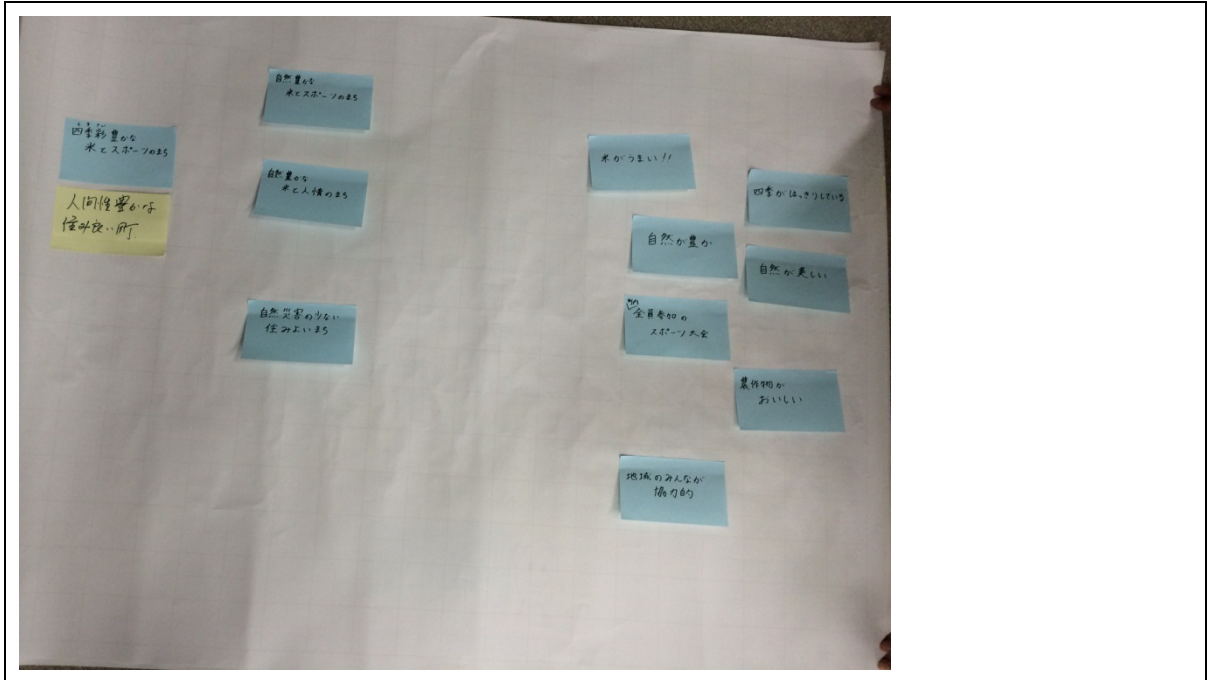 四季彩豊かな
米とスポーツのまち
人間性豊かな
住み良い町
自然豊かな
米とスポーツのまち
自然豊かな
米と人情のまち
自然災害の少ない
住みよいまち
米がうまい!!
四季がはっきりしている
自然が豊か
自然が美しい
全員参加の
スポーツ大会
農作物が
おいしい
地域のみんなが
協力的